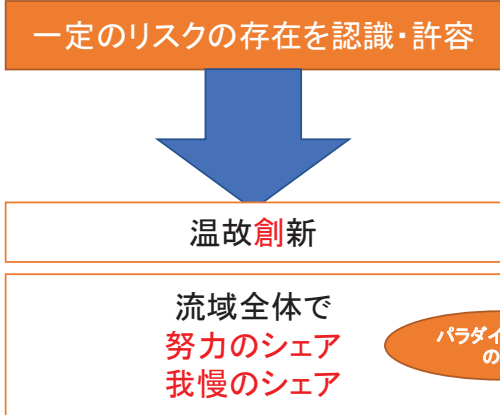 一定のリスクの存在を認識・許容
温故創新
流域全体で
努力のシェア
我慢のシェア
パラダイ
の